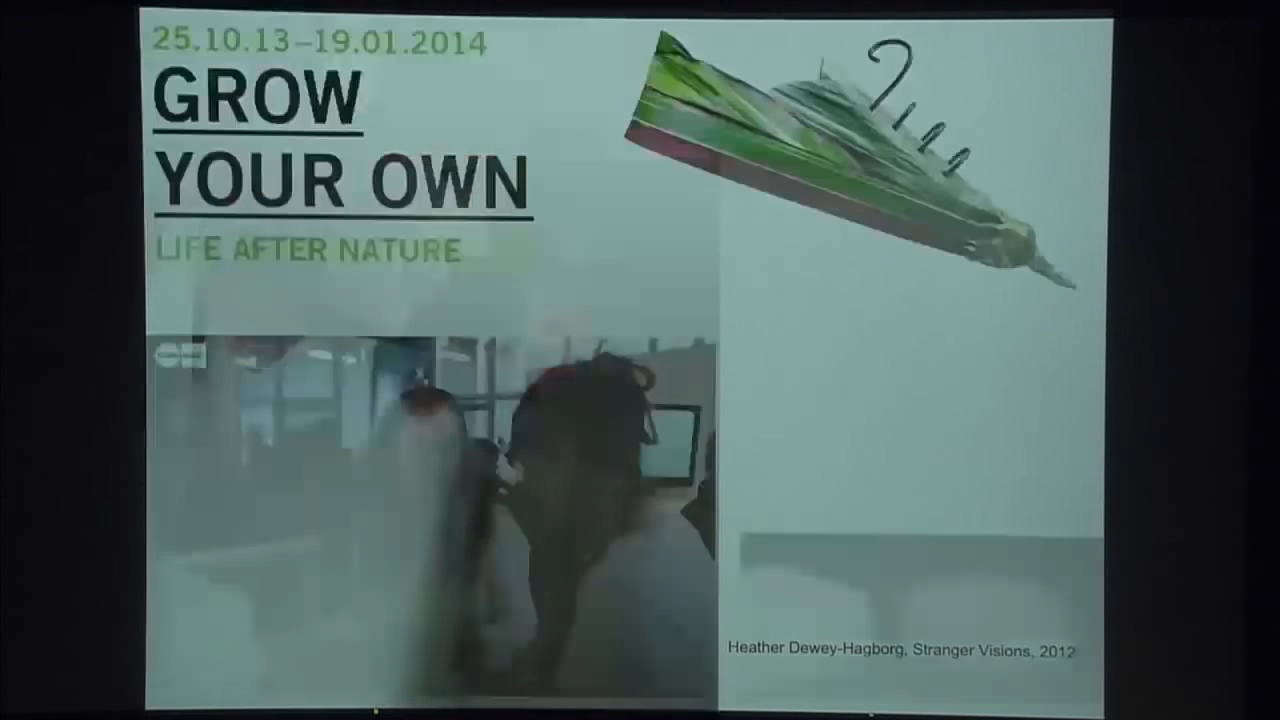 25.10.13–19.01.2014
GROW
YOUR OWN
LIFE AFTER NATURE
Heather Dewey-Hagborg, Stranger Visions, 2012